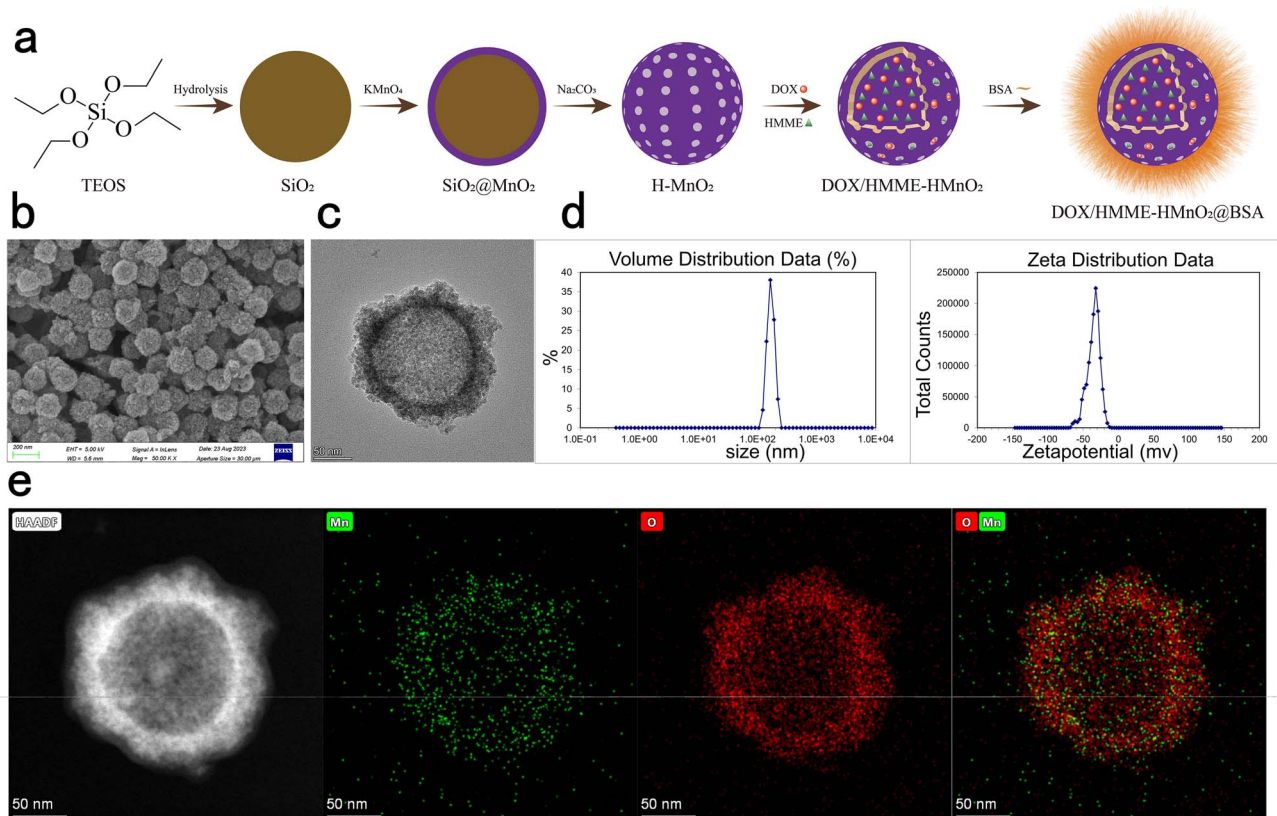 a
Hydrolysis
KMnO₄
Na₂CO₃
DOX
HMME
BSA
O
O
Si
O
O
TEOS
SiO₂
SiO₂@MnO₂
H-MnO₂
DOX/HMME-HMnO₂
DOX/HMME-HMnO₂@BSA
b
200 nm
EHT = 5.00 kV
Signal A = InLens
Date: 23 Aug 2023
WD = 5.6 mm
Mag = 50.00 K X
Aperture Size = 30.00 µm
ZEISS
c
50 nm
d
Volume Distribution Data (%)
40
35
30
25
20
15
10
5
0
%
1.0E-01 1.0E+00 1.0E+01 1.0E+02 1.0E+03 1.0E+04
size (nm)
Zeta Distribution Data
250000
200000
150000
100000
50000
0
Total Counts
-200 -150 -100 -50 0 50 100 150 200
Zetapotential (mv)
e
HAADF
Mn
O
O Mn
50 nm
50 nm
50 nm
50 nm